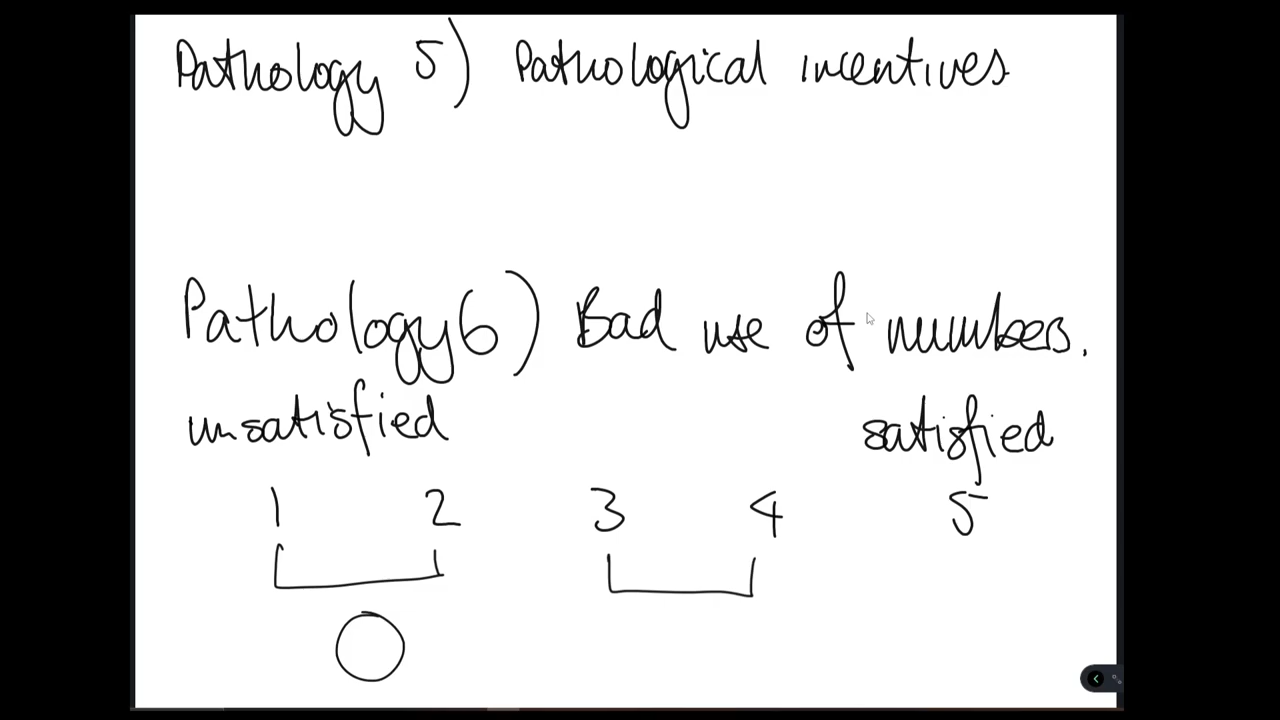 Pathology 5) Pathological incentives
Pathology 6) Bad use of numbers.
unsatisfied satisfied
1 2 3 4 5